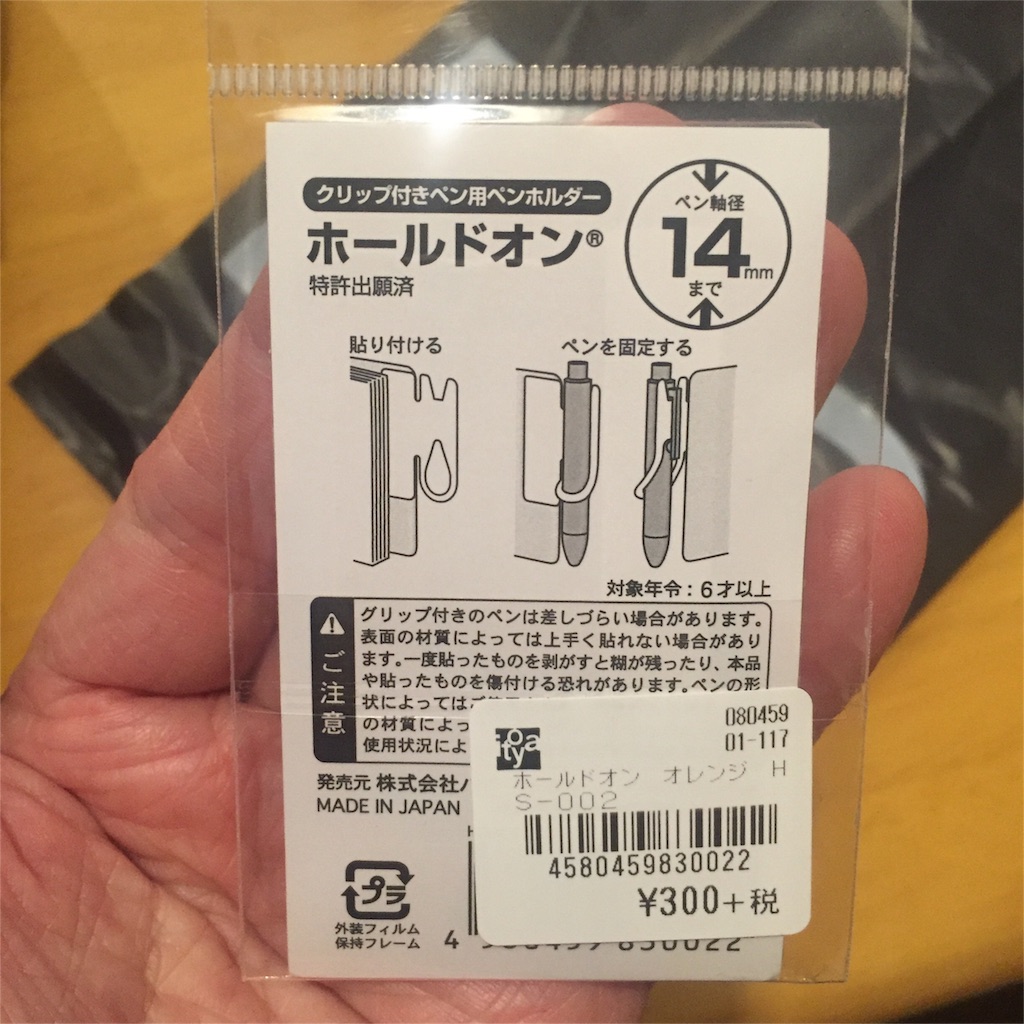 クリップ付きペン用ペンホルダー
ホールドオン®
特許出願済
ペン軸径
14mm
まで
貼り付ける
ペンを固定する
対象年令：6才以上
ご注意
グリップ付きのペンは差しづらい場合があります。
表面の材質によっては上手く貼れない場合があり
ます。一度貼ったものを剥がすと糊が残ったり、本品
や貼ったものを傷付ける恐れがあります。ペンの形
状によってはご
の材質によっ
使用状況によ
発売元 株式会社
MADE IN JAPAN
プラ
外装フィルム
保持フレーム
itoya
080459
01-117
ホールドオン オレンジ H
S-002
4580459830022
¥300+税